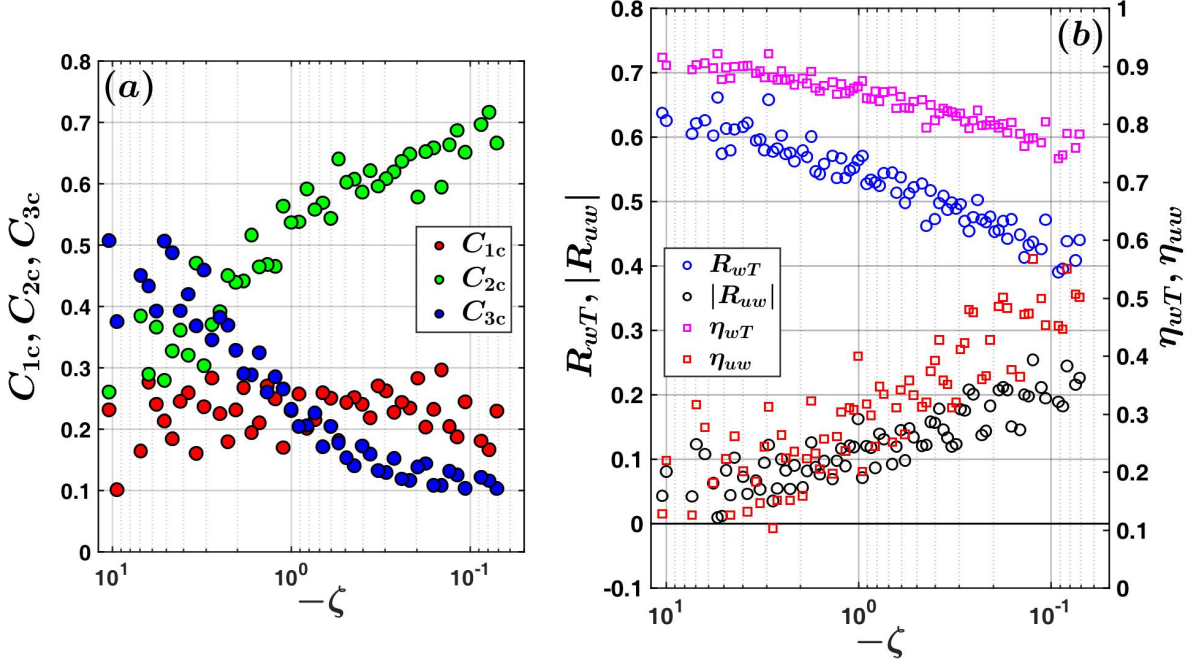 (a)
C1c, C2c, C3c
0.8
0.7
0.6
0.5
0.4
0.3
0.2
0.1
0
C1c
C2c
C3c
10^1
10^0
10^-1
−ζ
(b)
RwT, |Ruw|
0.8
0.7
0.6
0.5
0.4
0.3
0.2
0.1
0
-0.1
RwT
|Ruw|
ηwT
ηuw
10^1
10^0
10^-1
−ζ
1
0.9
0.8
0.7
0.6
0.5
0.4
0.3
0.2
0.1
0
ηwT, ηuw